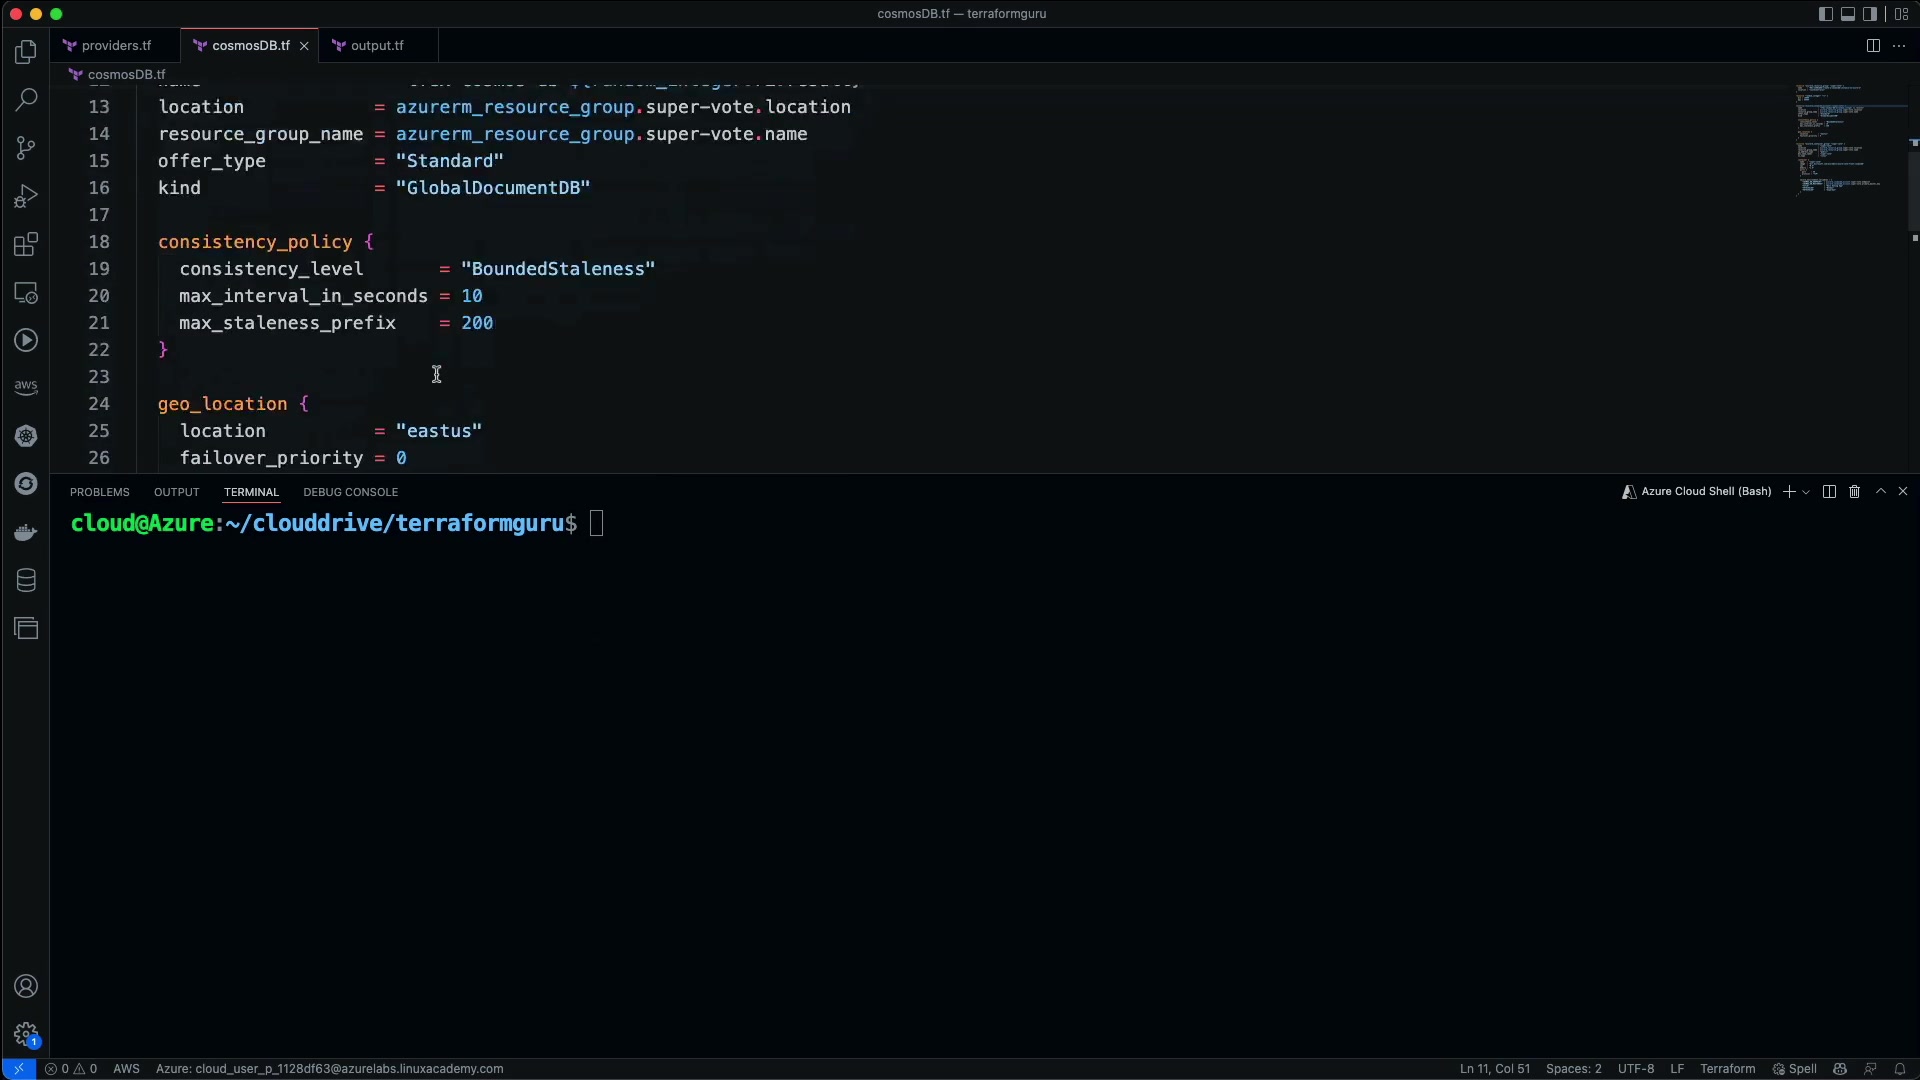 cosmosDB.tf — terraformguru
providers.tf cosmosDB.tf output.tf
cosmosDB.tf
13 location = azurerm_resource_group.super-vote.location
14 resource_group_name = azurerm_resource_group.super-vote.name
15 offer_type = "Standard"
16 kind = "GlobalDocumentDB"
17
18 consistency_policy {
19 consistency_level = "BoundedStaleness"
20 max_interval_in_seconds = 10
21 max_staleness_prefix = 200
22 }
23
24 geo_location {
25 location = "eastus"
26 failover_priority = 0
aws
PROBLEMS OUTPUT TERMINAL DEBUG CONSOLE Azure Cloud Shell (Bash)
cloud@Azure:~/clouddrive/terraformguru$
1
0 0 AWS Azure: cloud_user_p_1128df63@azurelabs.linuxacademy.com Ln 11, Col 51 Spaces: 2 UTF-8 LF Terraform Spell